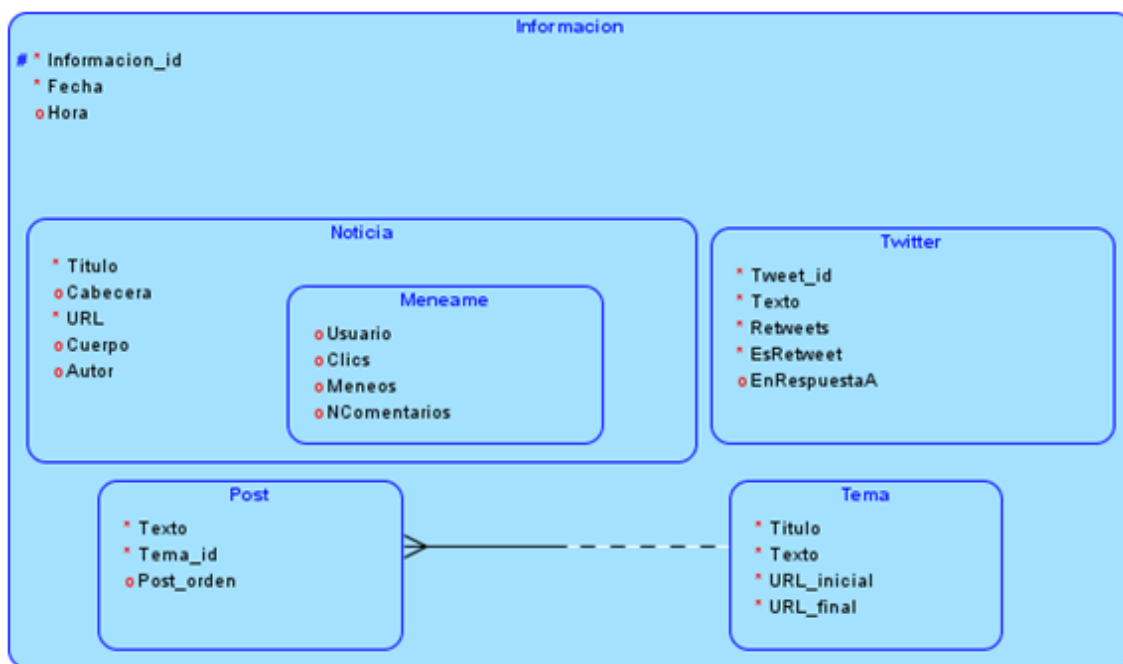 Informacion
# * Informacion_id
* Fecha
o Hora
Noticia
* Titulo
o Cabecera
* URL
o Cuerpo
o Autor
Meneame
o Usuario
o Clics
o Meneos
o NComentarios
Twitter
* Tweet_id
* Texto
* Retweets
* EsRetweet
o EnRespuestaA
Post
* Texto
* Tema_id
o Post_orden
Tema
* Titulo
* Texto
* URL_inicial
* URL_final